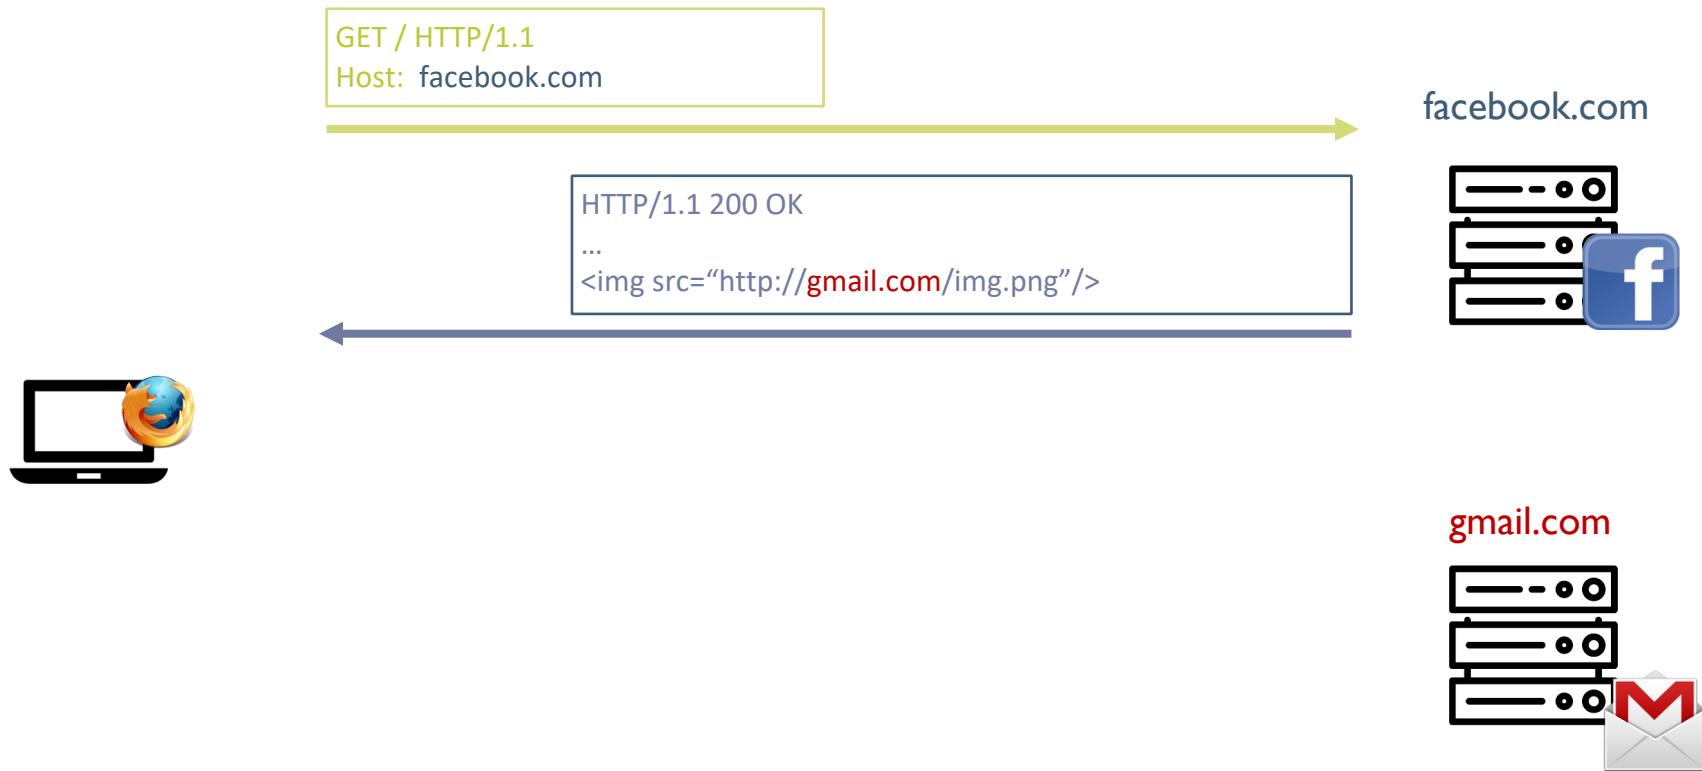 GET / HTTP/1.1
Host: facebook.com
facebook.com
HTTP/1.1 200 OK
...
<img src=“http://gmail.com/img.png”/>
f
gmail.com
M